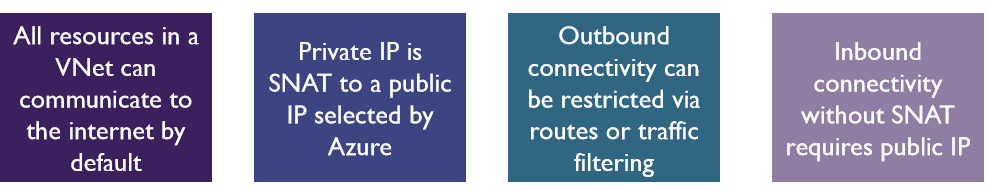 All resources in a
VNet can
communicate to
the internet by
default
Private IP is
SNAT to a public
IP selected by
Azure
Outbound
connectivity can
be restricted via
routes or traffic
filtering
Inbound
connectivity
without SNAT
requires public IP